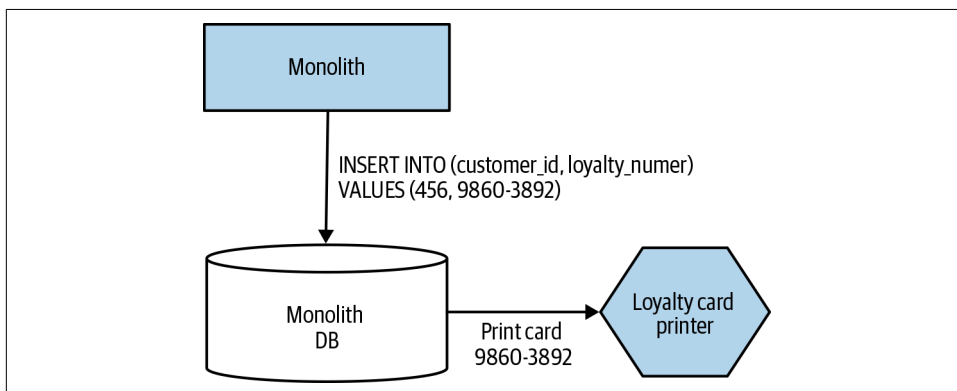 Monolith
INSERT INTO (customer_id, loyalty_numer)
VALUES (456, 9860-3892)
Monolith
DB
Print card
9860-3892
Loyalty card
printer